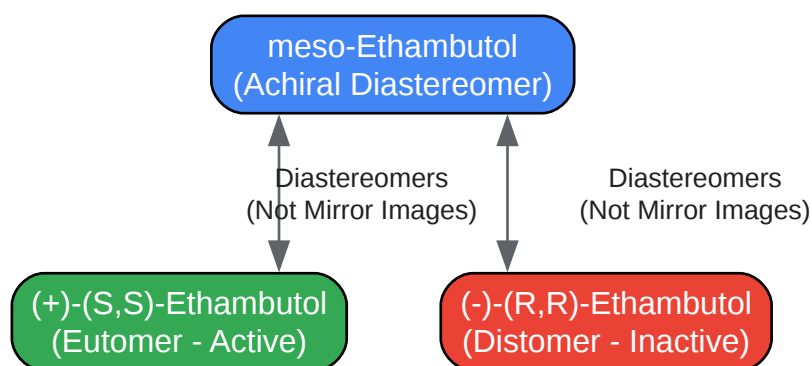 meso-Ethambutol
(Achiral Diastereomer)
Diastereomers
(Not Mirror Images)
Diastereomers
(Not Mirror Images)
(+)-(S,S)-Ethambutol
(Eutomer - Active)
(-)-(R,R)-Ethambutol
(Distomer - Inactive)